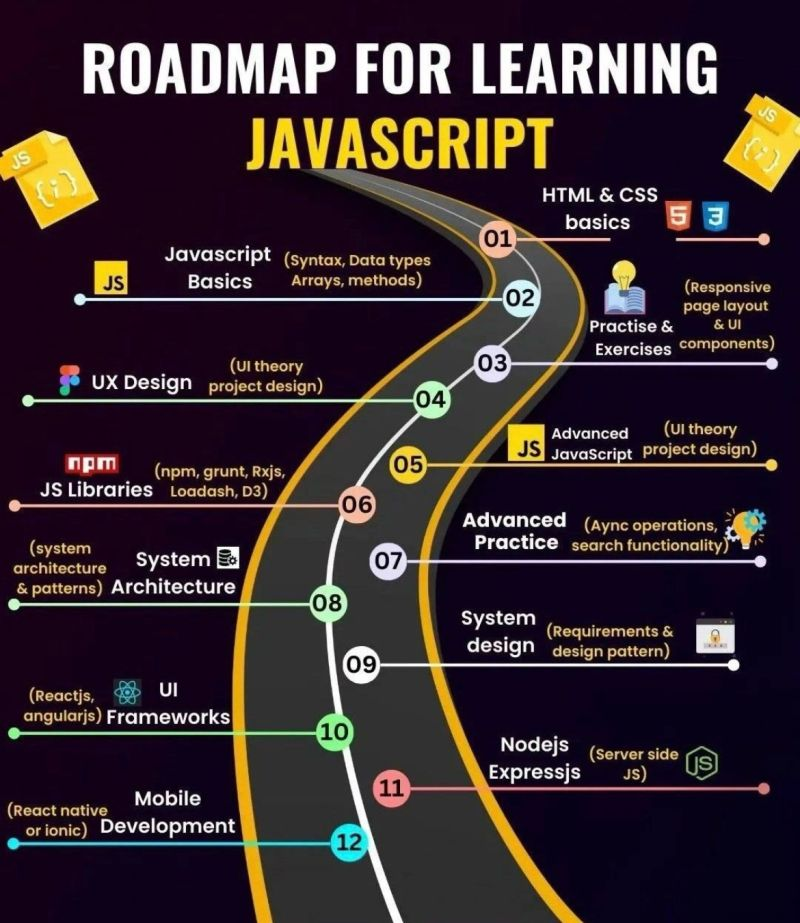 ROADMAP FOR LEARNING
JAVASCRIPT
JS
{i}
JS
{i}
HTML & CSS
basics
5
3
01
JS
Javascript
Basics
(Syntax, Data types
Arrays, methods)
02
Practise &
Exercises
(Responsive
page layout
& UI
components)
03
UX Design
(UI theory
project design)
04
JS
Advanced
JavaScript
(UI theory
project design)
05
npm
JS Libraries
(npm, grunt, Rxjs,
Loadash, D3)
06
Advanced
Practice
(Aync operations,
search functionality)
07
(system
architecture
& patterns)
System
Architecture
08
System
design
(Requirements &
design pattern)
09
(Reactjs,
angularjs)
UI
Frameworks
10
Nodejs
Expressjs
(Server side
JS)
JS
11
(React native
or ionic)
Mobile
Development
12